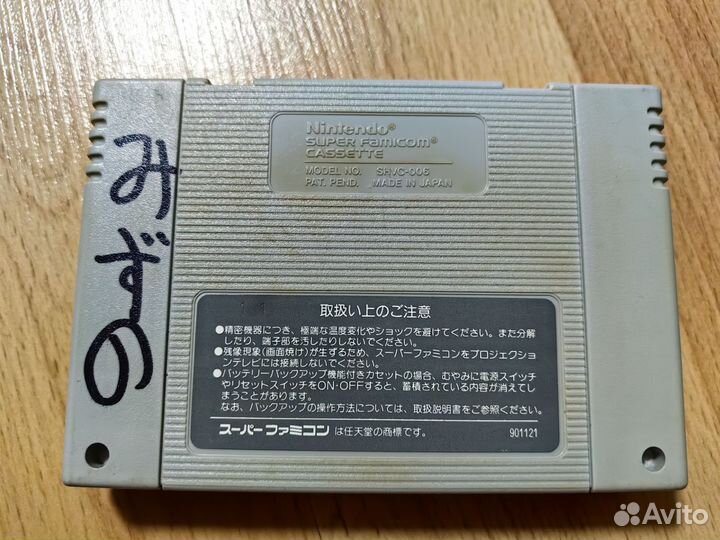 みずの
Nintendo®
SUPER FAMICOM®
CASSETTE
MODEL NO. SHVC-006
PAT. PEND. MADE IN JAPAN
取扱い上のご注意
●精密機器につき、極端な温度変化やショックを避けてください。また分解
したり、端子部を汚したりしないでください。
●残像現象(画面焼け)が生ずるため、スーパーファミコンをプロジェクショ
ンテレビには接続しないでください。
●バッテリーバックアップ機能付きカセットの場合、むやみに電源スイッチ
やリセットスイッチをON・OFFすると、蓄積されている内容が消えてし
まうことがあります。
なお、バックアップの操作方法については、取扱説明書をご参照ください。
スーパーファミコンは任天堂の商標です。 901121
Avito